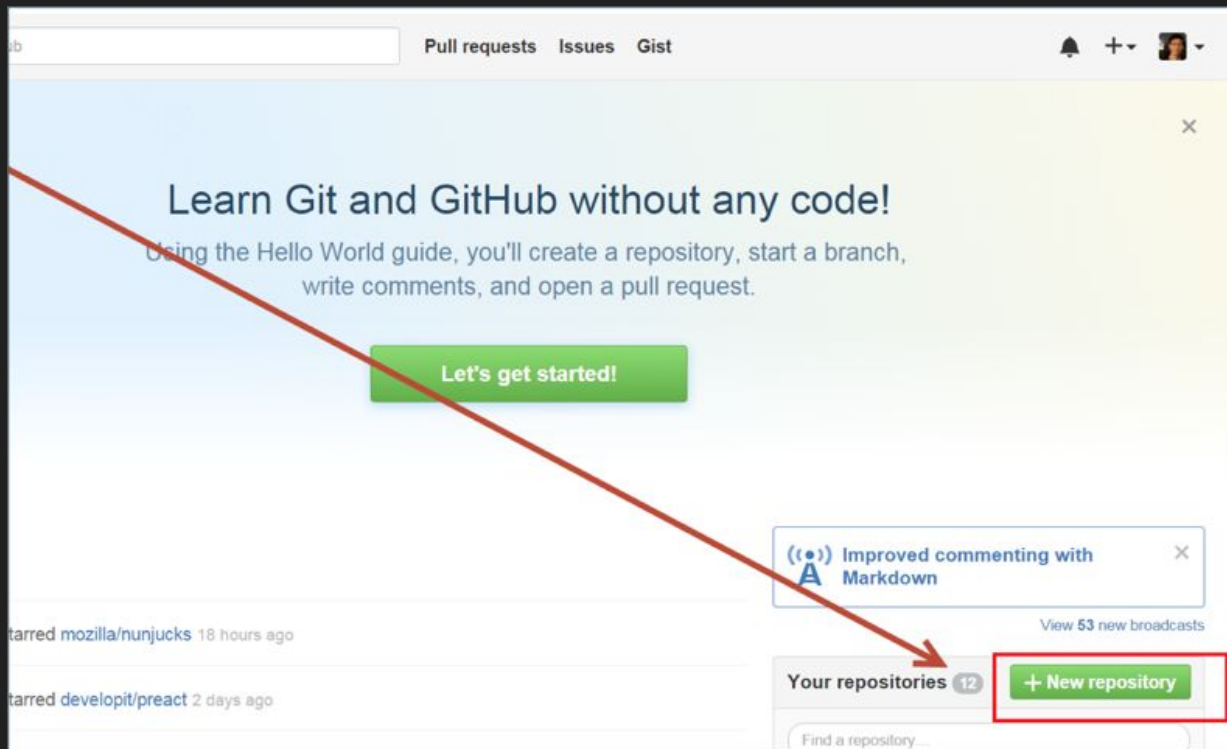 ub
Pull requests Issues Gist
Learn Git and GitHub without any code!
Using the Hello World guide, you'll create a repository, start a branch,
write comments, and open a pull request.
Let's get started!
Improved commenting with
Markdown
View 53 new broadcasts
tarred mozilla/nunjucks 18 hours ago
Your repositories 12 + New repository
tarred developit/preact 2 days ago
Find a repository...